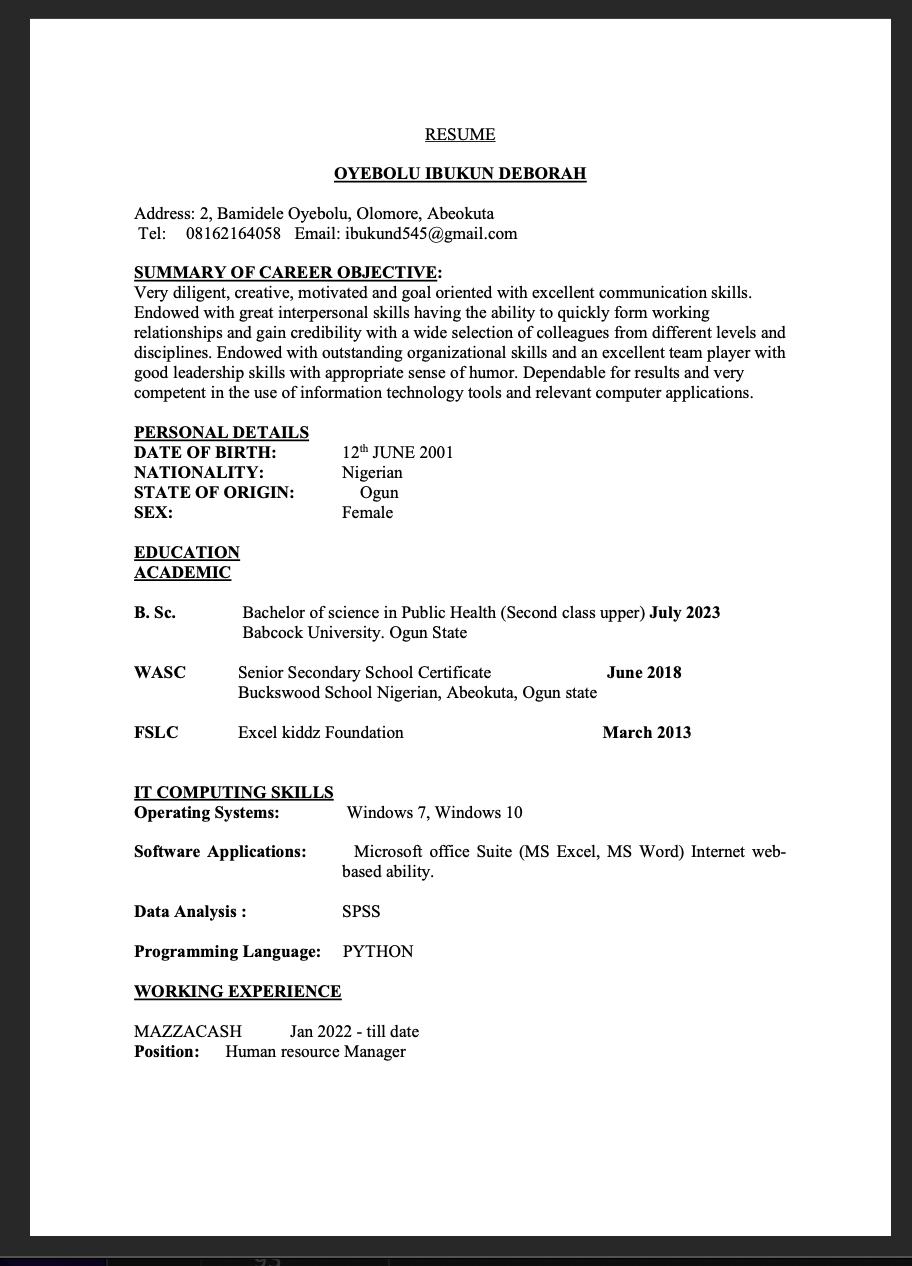 RESUME
OYEBOLU IBUKUN DEBORAH
Address: 2, Bamidele Oyebolu, Olomore, Abeokuta
Tel: 08162164058 Email: ibukund545@gmail.com
SUMMARY OF CAREER OBJECTIVE:
Very diligent, creative, motivated and goal oriented with excellent communication skills.
Endowed with great interpersonal skills having the ability to quickly form working
relationships and gain credibility with a wide selection of colleagues from different levels and
disciplines. Endowed with outstanding organizational skills and an excellent team player with
good leadership skills with appropriate sense of humor. Dependable for results and very
competent in the use of information technology tools and relevant computer applications.
PERSONAL DETAILS
DATE OF BIRTH: 12th JUNE 2001
NATIONALITY: Nigerian
STATE OF ORIGIN: Ogun
SEX: Female
EDUCATION
ACADEMIC
B. Sc. Bachelor of science in Public Health (Second class upper) July 2023
Babcock University. Ogun State
WASC Senior Secondary School Certificate June 2018
Buckswood School Nigerian, Abeokuta, Ogun state
FSLC Excel kiddz Foundation March 2013
IT COMPUTING SKILLS
Operating Systems: Windows 7, Windows 10
Software Applications: Microsoft office Suite (MS Excel, MS Word) Internet web-
based ability.
Data Analysis : SPSS
Programming Language: PYTHON
WORKING EXPERIENCE
MAZZACASH Jan 2022 - till date
Position: Human resource Manager